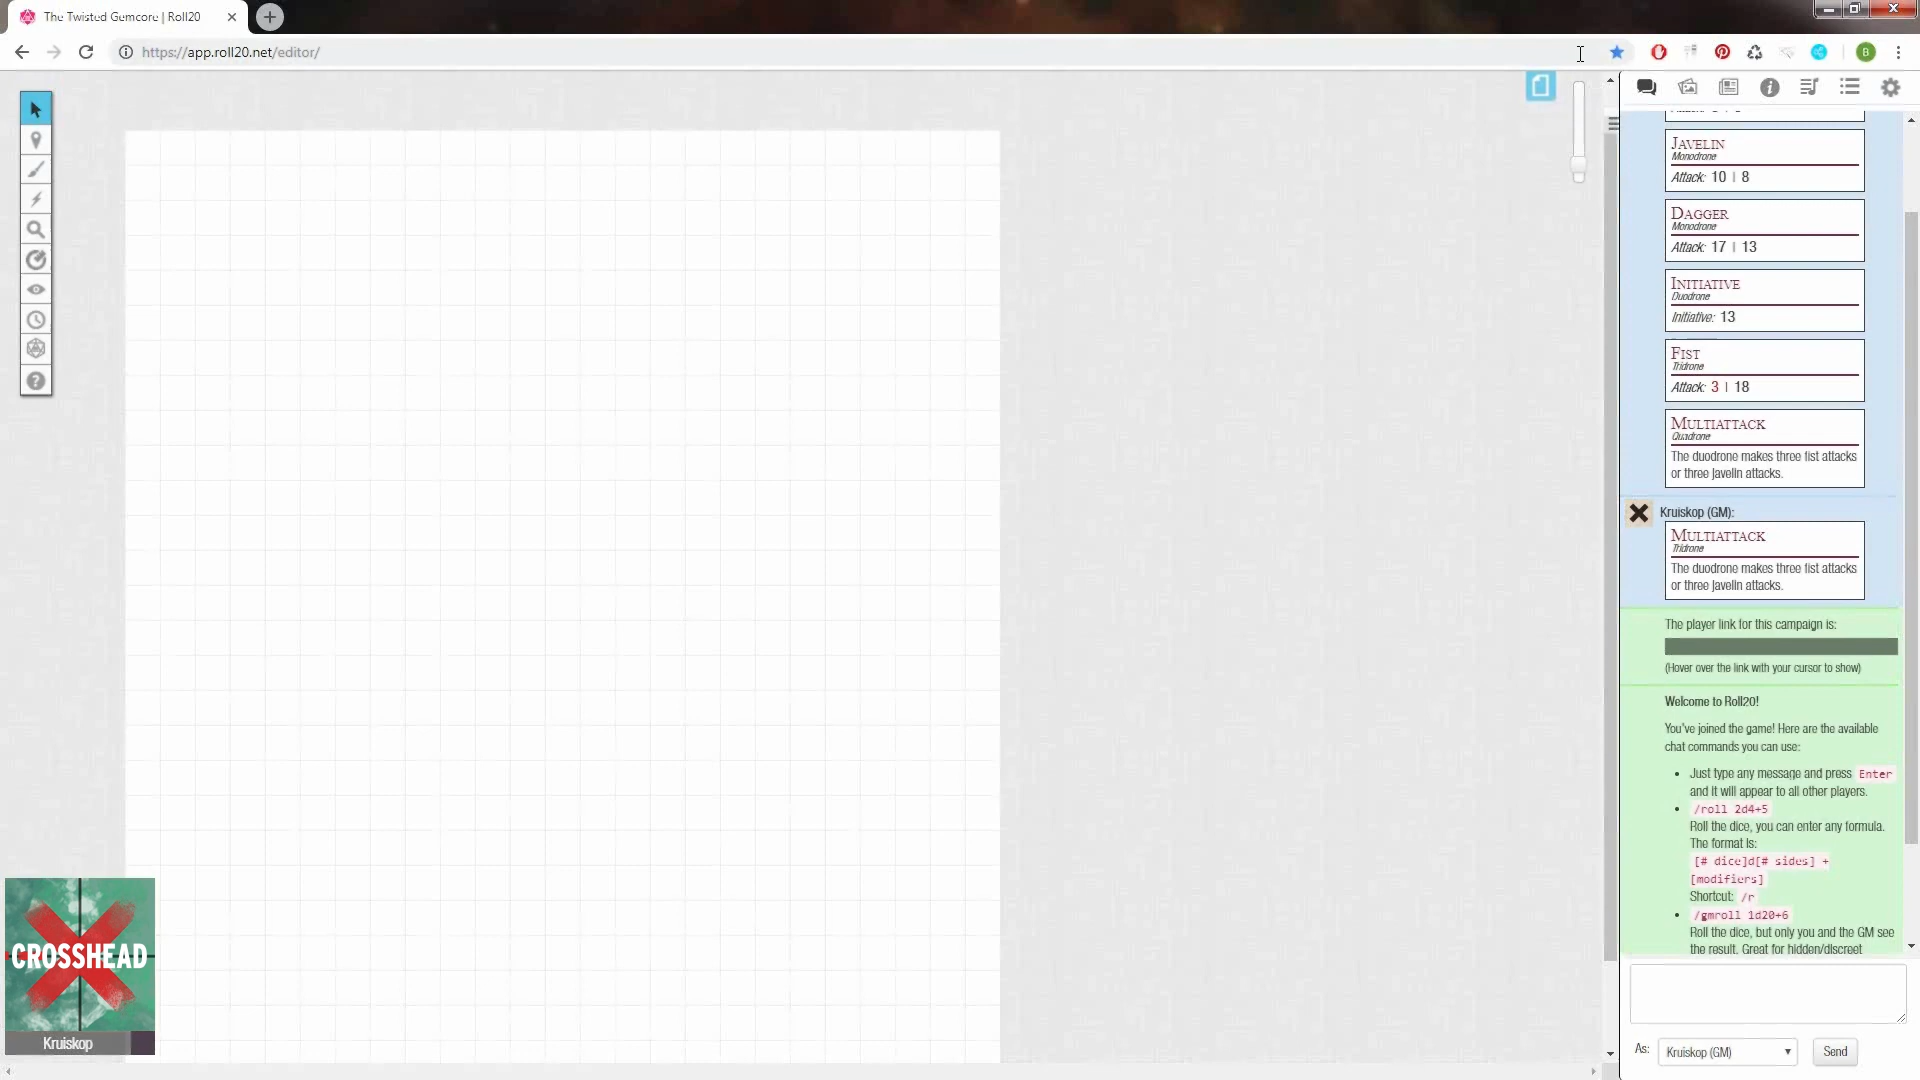 The Twisted Gemcore | Roll20
https://app.roll20.net/editor/
B
JAVELIN
Monodrone
Attack: 10 | 8
DAGGER
Monodrone
Attack: 17 | 13
INITIATIVE
Duodrone
Initiative: 13
FIST
Tridrone
Attack: 3 | 18
MULTIATTACK
Quadrone
The duodrone makes three fist attacks
or three javelin attacks.
Kruiskop (GM):
MULTIATTACK
Tridrone
The duodrone makes three fist attacks
or three javelin attacks.
The player link for this campaign is:
(Hover over the link with your cursor to show)
Welcome to Roll20!
You've joined the game! Here are the available
chat commands you can use:
Just type any message and press Enter
and it will appear to all other players.
/roll 2d4+5
Roll the dice, you can enter any formula.
The format is:
[# dice]d[# sides] +
[modifiers]
Shortcut: /r
/gmroll 1d20+6
Roll the dice, but only you and the GM see
the result. Great for hidden/discreet
As: Kruiskop (GM) Send
CROSSHEAD
Kruiskop